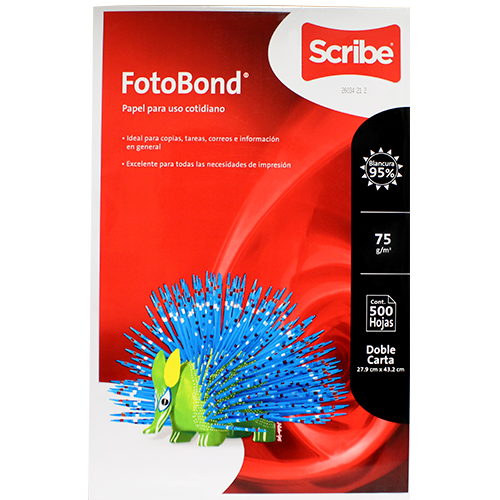 Scribe®
FotoBond®
Papel para uso cotidiano
• Ideal para copias, tareas, correos e información
en general
• Excelente para todas las necesidades de impresión
Blancura
95%
75
g/m²
Cont.
500
Hojas
Doble
Carta
27.9 cm x 43.2 cm